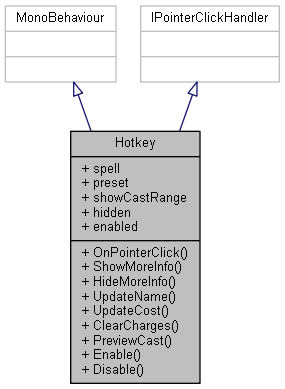 MonoBehaviour
IPointerClickHandler
Hotkey
+ spell
+ preset
+ showCastRange
+ hidden
+ enabled
+ OnPointerClick()
+ ShowMoreInfo()
+ HideMoreInfo()
+ UpdateName()
+ UpdateCost()
+ ClearCharges()
+ PreviewCast()
+ Enable()
+ Disable()